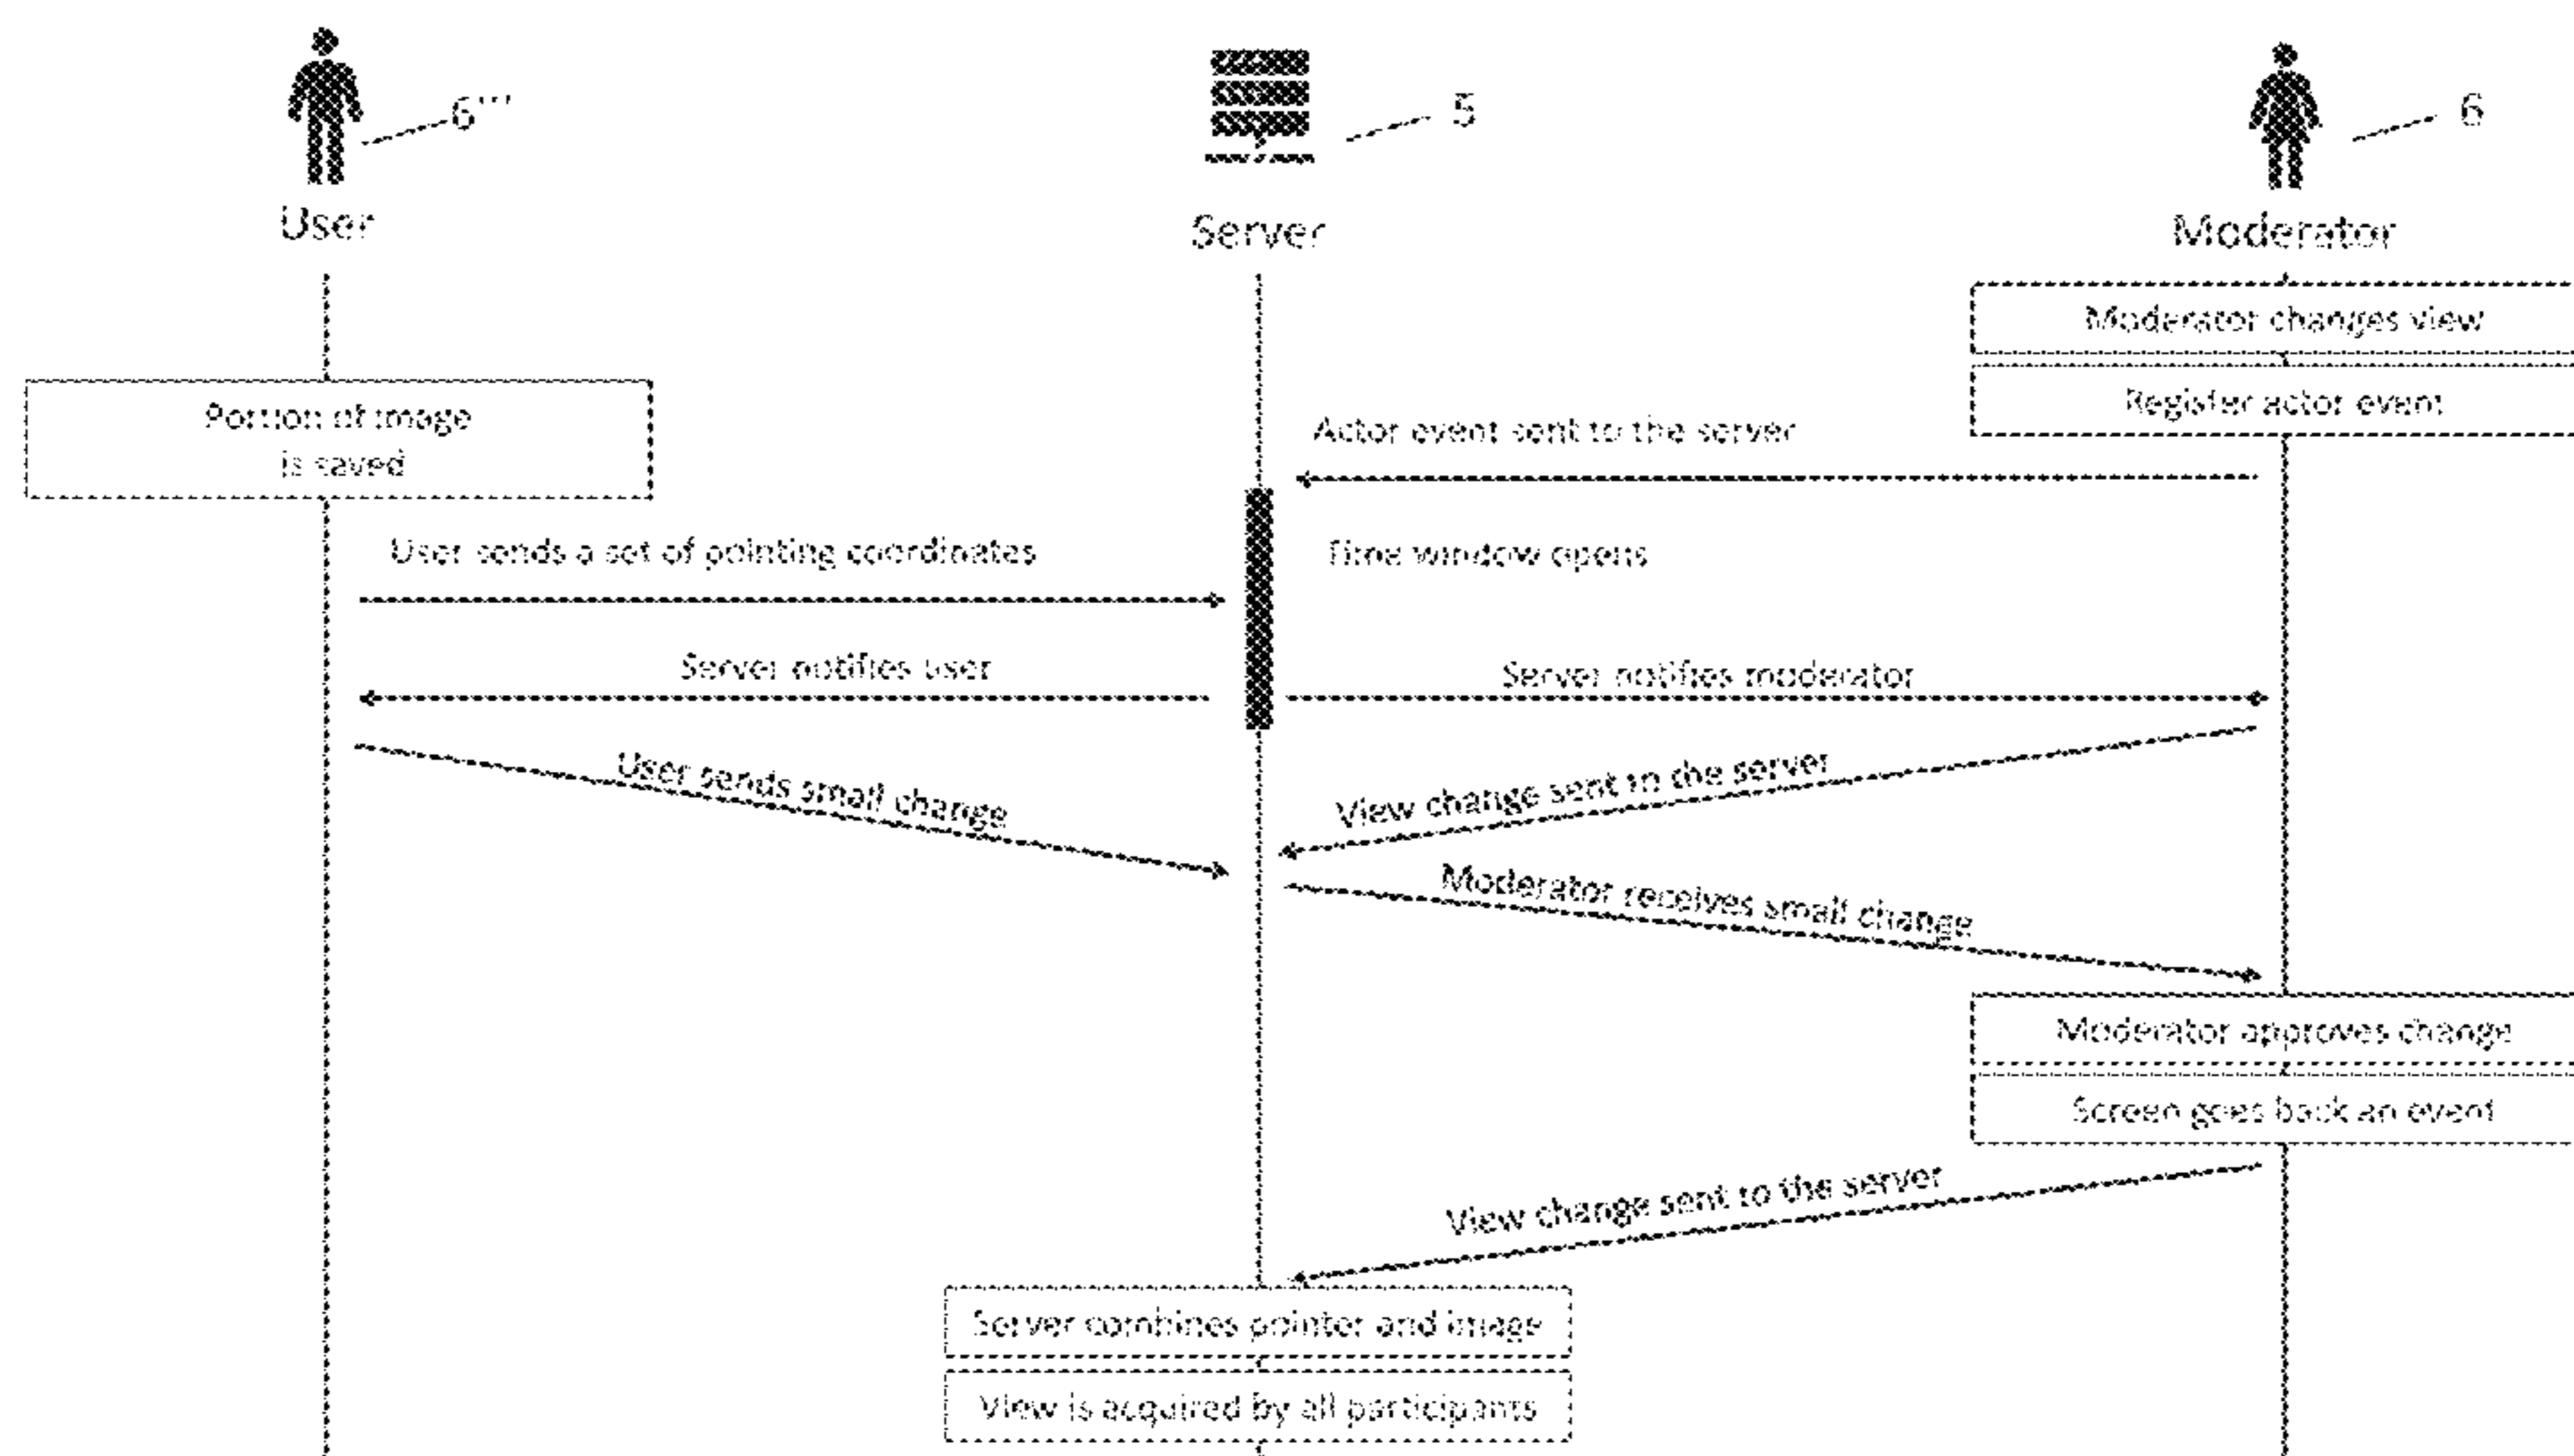 6'''
5
6
User
Server
Moderator
Moderator changes view
Register actor event
Portion of image
is saved
Actor event sent to the server
User sends a set of pointing coordinates
Time window opens
Server notifies user
Server notifies moderator
User sends small change
View change sent to the server
Moderator receives small change
Moderator approves change
Screen goes back an event
View change sent to the server
Server combines pointer and image
View is acquired by all participants